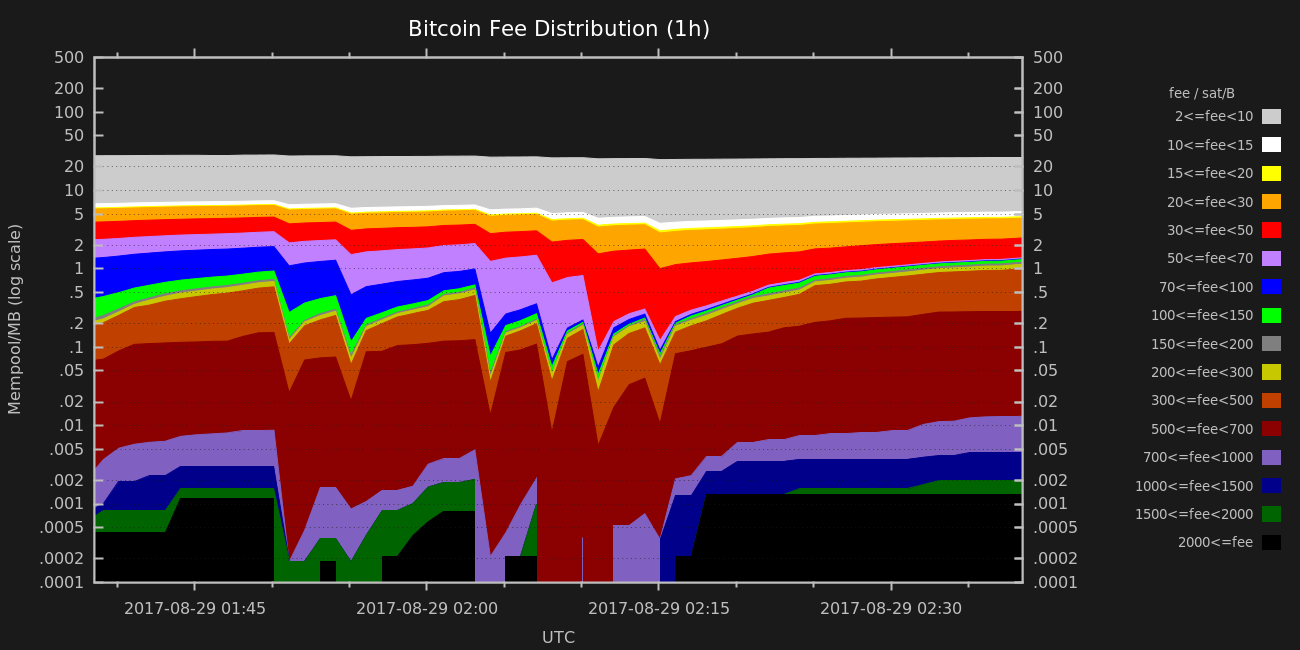 Bitcoin Fee Distribution (1h)
500
200
100
50
20
10
5
2
1
.5
.2
.1
.05
.02
.01
.005
.002
.001
.0005
.0002
.0001
Mempool/MB (log scale)
500
200
100
50
20
10
5
2
1
.5
.2
.1
.05
.02
.01
.005
.002
.001
.0005
.0002
.0001
2017-08-29 01:45
2017-08-29 02:00
2017-08-29 02:15
2017-08-29 02:30
UTC
fee / sat/B
2<=fee<10
10<=fee<15
15<=fee<20
20<=fee<30
30<=fee<50
50<=fee<70
70<=fee<100
100<=fee<150
150<=fee<200
200<=fee<300
300<=fee<500
500<=fee<700
700<=fee<1000
1000<=fee<1500
1500<=fee<2000
2000<=fee